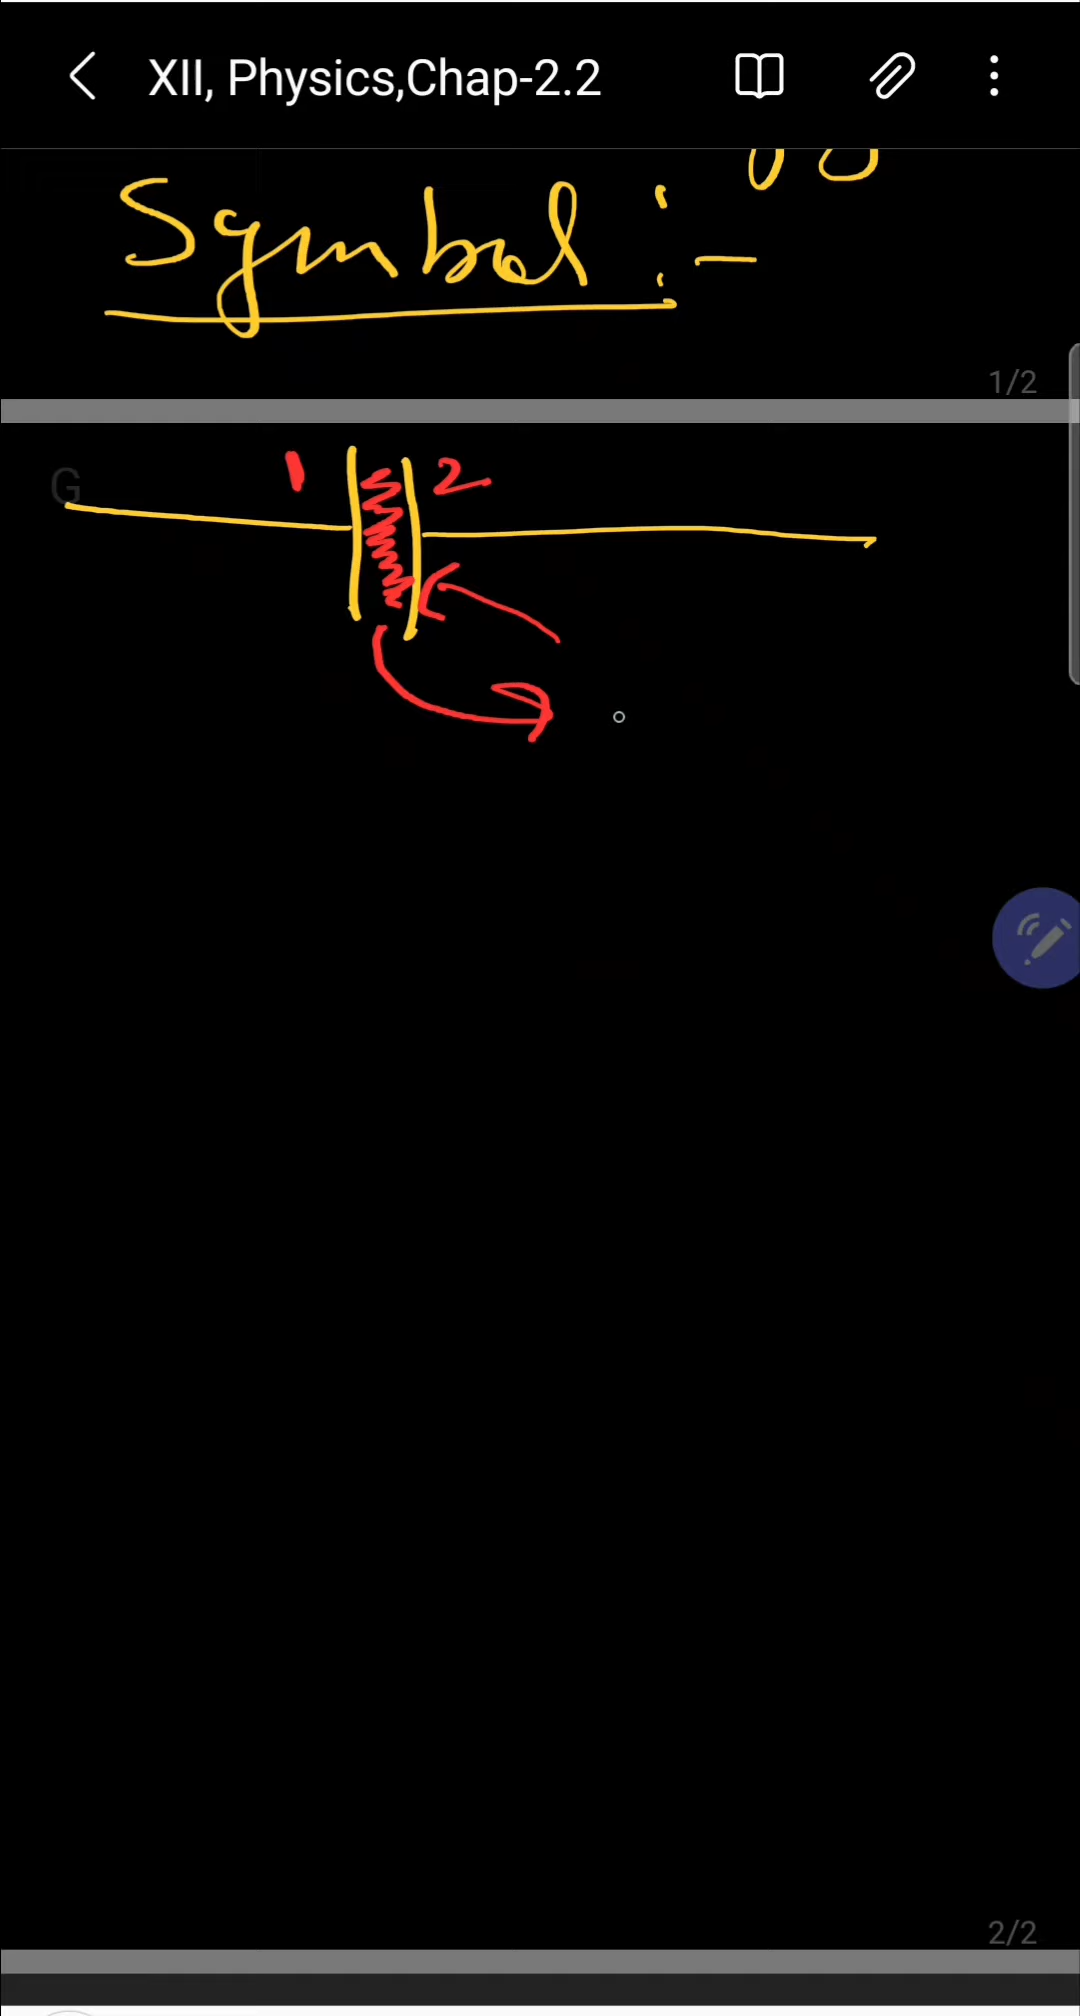 XII, Physics,Chap-2.2
Symbol :-
1/2
G
1 2
2/2